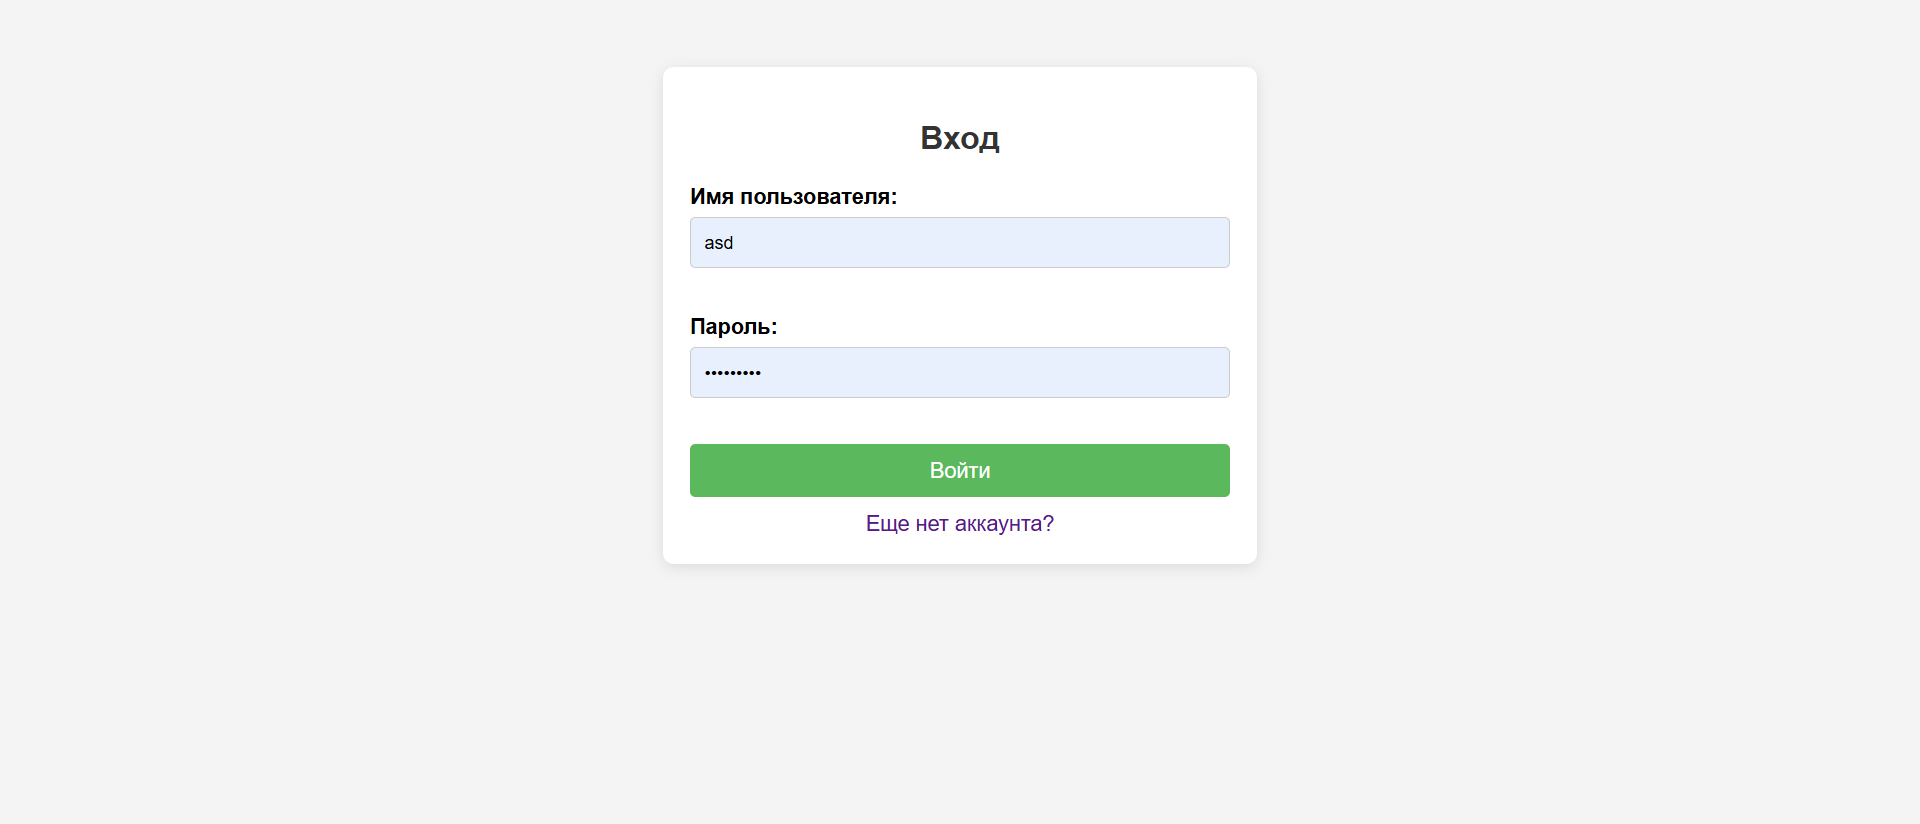 Вход
Имя пользователя:
asd
Пароль:
•••••••••
Войти
Еще нет аккаунта?